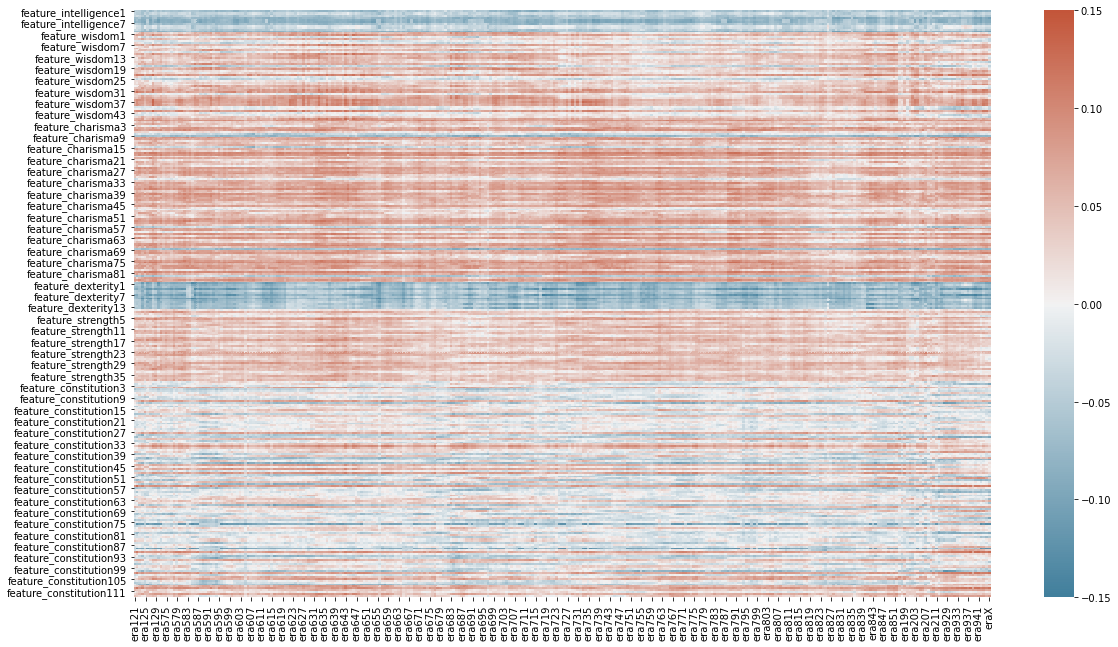 feature_intelligence1
feature_intelligence7
feature_wisdom1
feature_wisdom7
feature_wisdom13
feature_wisdom19
feature_wisdom25
feature_wisdom31
feature_wisdom37
feature_wisdom43
feature_charisma3
feature_charisma9
feature_charisma15
feature_charisma21
feature_charisma27
feature_charisma33
feature_charisma39
feature_charisma45
feature_charisma51
feature_charisma57
feature_charisma63
feature_charisma69
feature_charisma75
feature_charisma81
feature_dexterity1
feature_dexterity7
feature_dexterity13
feature_strength5
feature_strength11
feature_strength17
feature_strength23
feature_strength29
feature_strength35
feature_constitution3
feature_constitution9
feature_constitution15
feature_constitution21
feature_constitution27
feature_constitution33
feature_constitution39
feature_constitution45
feature_constitution51
feature_constitution57
feature_constitution63
feature_constitution69
feature_constitution75
feature_constitution81
feature_constitution87
feature_constitution93
feature_constitution99
feature_constitution105
feature_constitution111
era121
era125
era129
era575
era579
era583
era587
era591
era595
era599
era603
era607
era611
era615
era619
era623
era627
era631
era635
era639
era643
era647
era651
era655
era659
era663
era667
era671
era675
era679
era683
era687
era691
era695
era699
era703
era707
era711
era715
era719
era723
era727
era731
era735
era739
era743
era747
era751
era755
era759
era763
era767
era771
era775
era779
era783
era787
era791
era795
era799
era803
era807
era811
era815
era819
era823
era827
era831
era835
era839
era843
era847
era851
era199
era203
era207
era211
era929
era933
era937
era941
eraX
0.15
0.10
0.05
0.00
−0.05
−0.10
−0.15